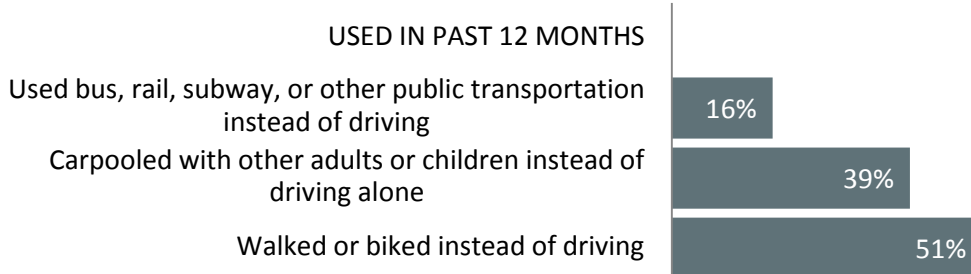 USED IN PAST 12 MONTHS
Used bus, rail, subway, or other public transportation
instead of driving
16%
Carpooled with other adults or children instead of
driving alone
39%
Walked or biked instead of driving
51%